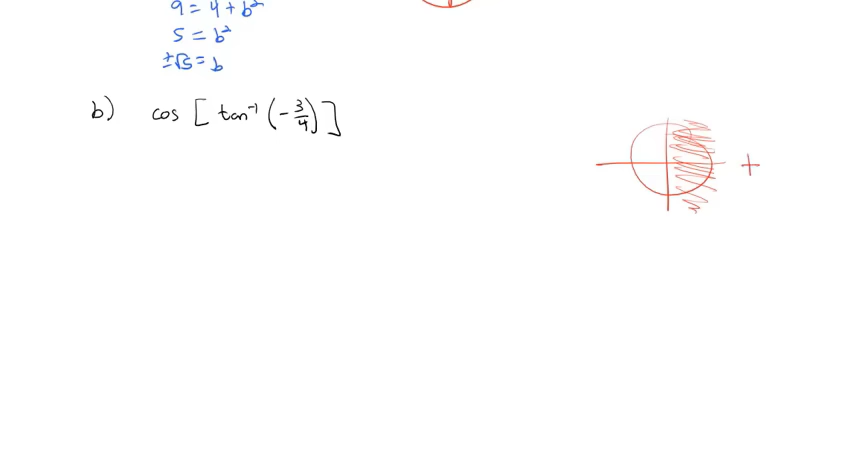 9 = 4 + b²
5 = b²
±√5 = b
b) cos [ tan⁻¹ (-3/4) ]
+